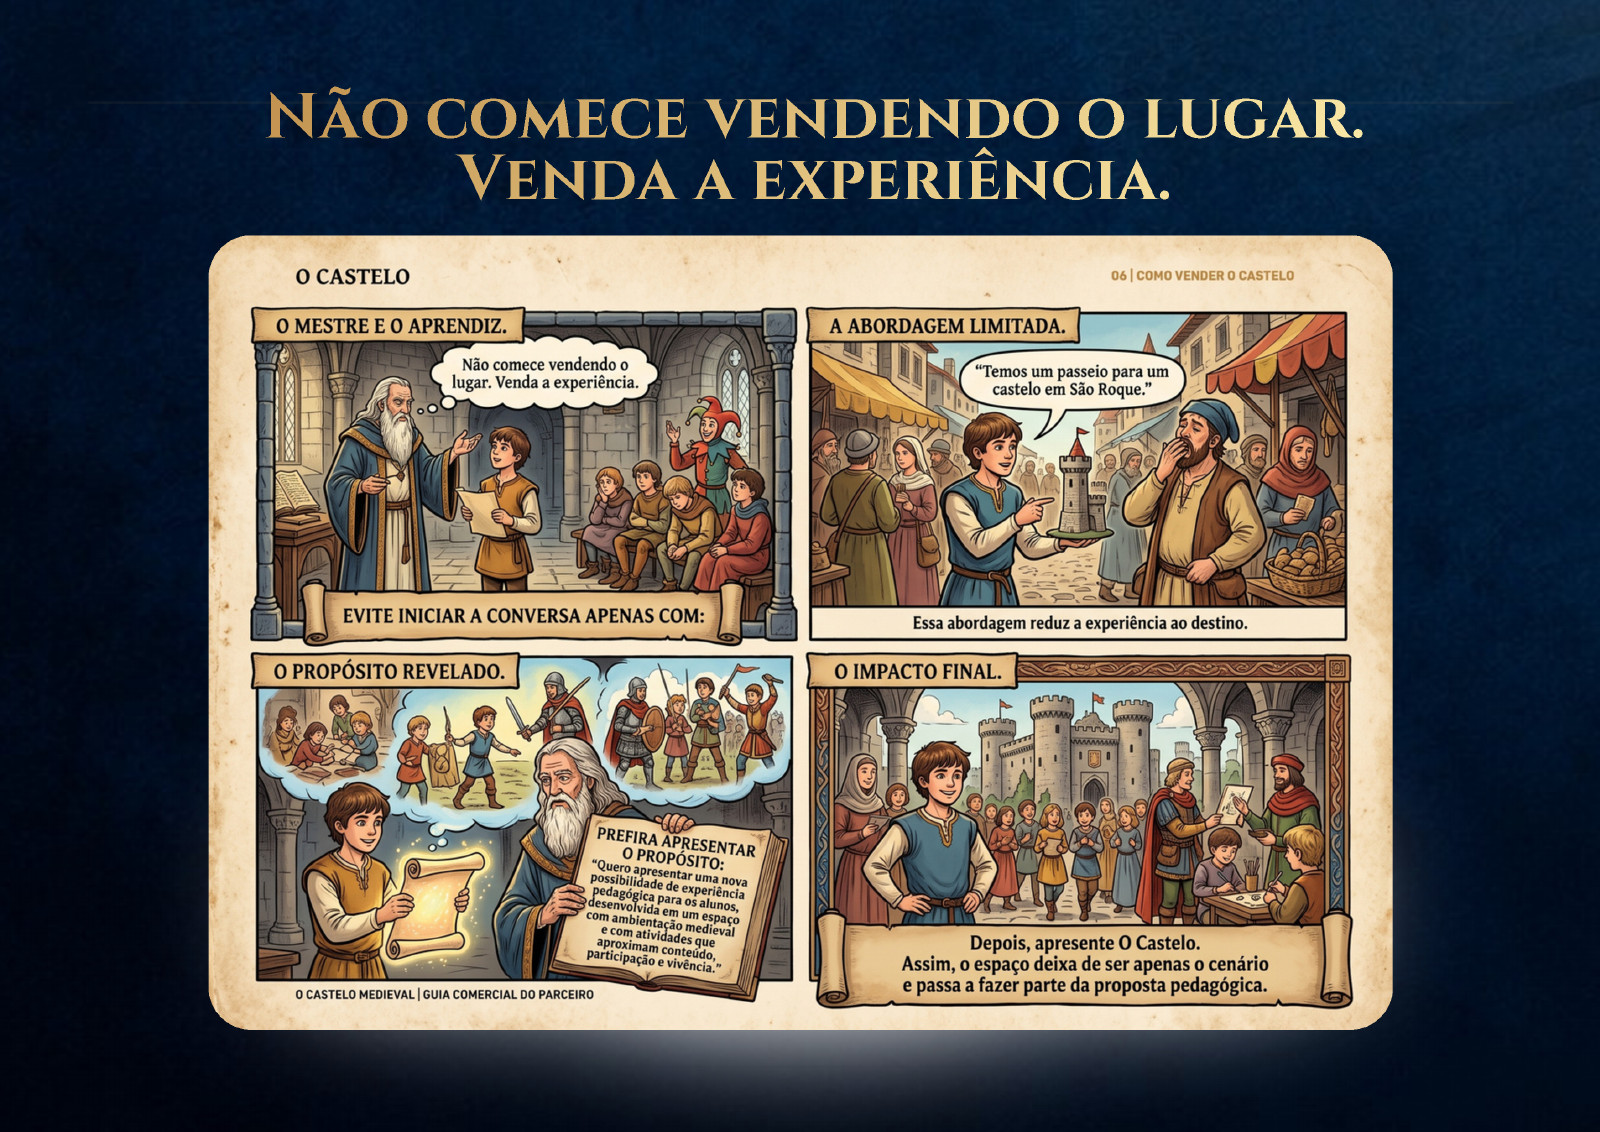 Não comece vendendo o lugar.
Venda a experiência.
O CASTELO
06 | COMO VENDER O CASTELO
O MESTRE E O APRENDIZ.
Não comece vendendo o
lugar. Venda a experiência.
EVITE INICIAR A CONVERSA APENAS COM:
A ABORDAGEM LIMITADA.
“Temos um passeio para um
castelo em São Roque.”
Essa abordagem reduz a experiência ao destino.
O PROPÓSITO REVELADO.
PREFIRA APRESENTAR
O PROPÓSITO:
“Quero apresentar uma nova
possibilidade de experiência
pedagógica para os alunos,
desenvolvida em um espaço
com ambientação medieval
e com atividades que
aproximam conteúdo,
participação e vivência.”
O IMPACTO FINAL.
Depois, apresente O Castelo.
Assim, o espaço deixa de ser apenas o cenário
e passa a fazer parte da proposta pedagógica.
O CASTELO MEDIEVAL | GUIA COMERCIAL DO PARCEIRO